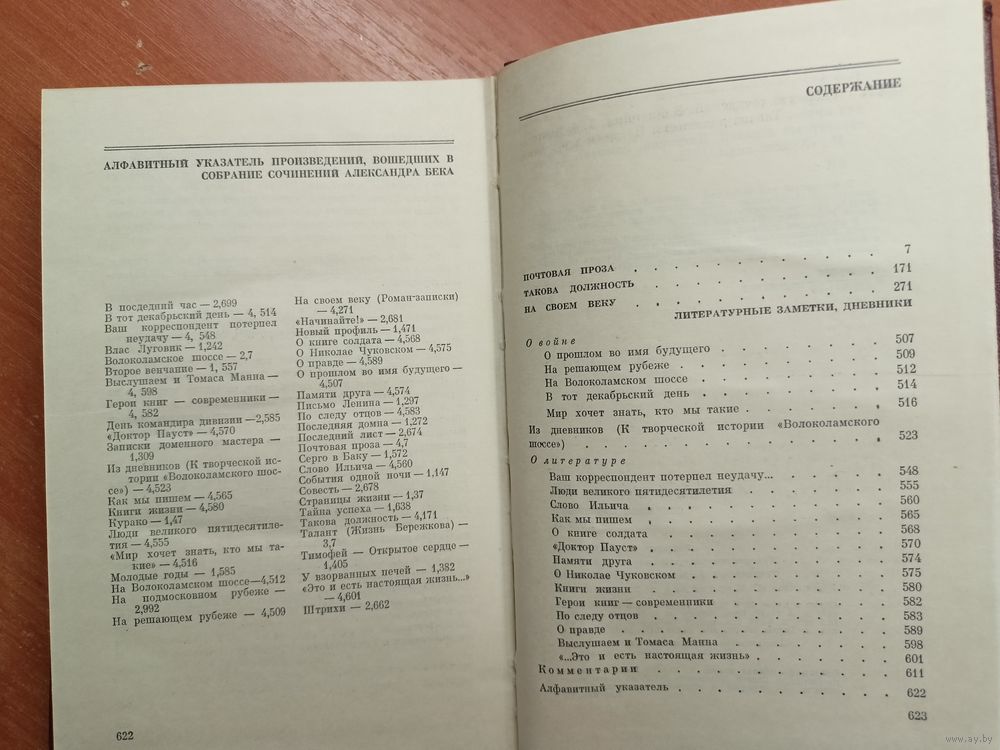 АЛФАВИТНЫЙ УКАЗАТЕЛЬ ПРОИЗВЕДЕНИЙ, ВОШЕДШИХ В
СОБРАНИЕ СОЧИНЕНИЙ АЛЕКСАНДРА БЕКА
В последний час — 2,699
В тот декабрьский день — 4, 514
Ваш корреспондент потерпел
неудачу — 4, 548
Влас Луговик — 1,242
Волоколамское шоссе — 2,7
Второе венчание — 1, 557
Выслушаем и Томаса Манна —
4, 598
Герои книг — современники —
4, 582
День командира дивизии — 2,585
«Доктор Пауст» — 4,570
Записки доменного мастера —
1,309
Из дневников (К творческой ис-
тории «Волоколамского шос-
се») — 4,523
Как мы пишем — 4,565
Книги жизни — 4,580
Курако — 1,47
Люди великого пятидесятиле-
тия — 4,555
«Мир хочет знать, кто мы та-
кие» — 4,516
Молодые годы — 1,585
На Волоколамском шоссе — 4,512
На подмосковном рубеже —
2,992
На решающем рубеже — 4,509
На своем веку (Роман-записки)
— 4,271
«Начинайте!» — 2,681
Новый профиль — 1,471
О книге солдата — 4,568
О Николае Чуковском — 4,575
О правде — 4,589
О прошлом во имя будущего —
4,507
Памяти друга — 4,574
Письмо Ленина — 1,297
По следу отцов — 4,583
Последняя домна — 1,272
Последний лист — 2,674
Почтовая проза — 4,7
Серго в Баку — 1,572
Слово Ильича — 4,560
События одной ночи — 1,147
Совесть — 2,678
Страницы жизни — 1,37
Тайна успеха — 1,638
Такова должность — 4,171
Талант (Жизнь Бережкова) —
3,7
Тимофей — Открытое сердце —
1,405
У взорванных печей — 1,382
«Это и есть настоящая жизнь...»
— 4,601
Штрихи — 2,662
622
СОДЕРЖАНИЕ
ПОЧТОВАЯ ПРОЗА . . . . . . . . 7
ТАКОВА ДОЛЖНОСТЬ . . . . . . . . 171
НА СВОЕМ ВЕКУ . . . . . . . . 271
ЛИТЕРАТУРНЫЕ ЗАМЕТКИ, ДНЕВНИКИ
О войне
О прошлом во имя будущего . . . . . . 507
На решающем рубеже . . . . . . . 509
На Волоколамском шоссе . . . . . . . 512
В тот декабрьский день . . . . . . . 514
Мир хочет знать, кто мы такие . . . . . 516
Из дневников (К творческой истории «Волоколамского
шоссе») . . . . . . . . . . 523
О литературе
Ваш корреспондент потерпел неудачу... . . . . 548
Люди великого пятидесятилетия . . . . . 555
Слово Ильича . . . . . . . . 560
Как мы пишем . . . . . . . . 565
О книге солдата . . . . . . . . 568
«Доктор Пауст» . . . . . . . . 570
Памяти друга . . . . . . . . 574
О Николае Чуковском . . . . . . . 575
Книги жизни . . . . . . . . 580
Герои книг — современники . . . . . . 582
По следу отцов . . . . . . . . 583
О правде . . . . . . . . . 589
Выслушаем и Томаса Манна . . . . . . 598
«...Это и есть настоящая жизнь» . . . . . . 601
Комментарии . . . . . . . . . 611
Алфавитный указатель . . . . . . . . 622
623
www.ay.by